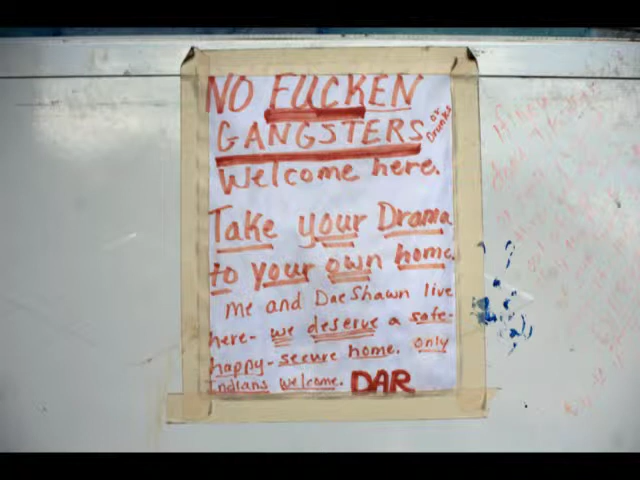 NO FUCKEN
GANGSTERS or Drunks
Welcome here.
Take your Drama
to your own home.
Me and DaeShawn live
here- we deserve a safe-
happy- secure home. only
Indians welcome. DAR